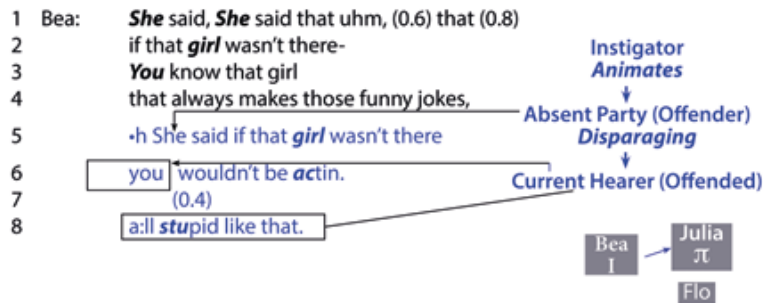 1 Bea: She said, She said that uhm, (0.6) that (0.8)
2 if that girl wasn't there-
3 You know that girl
4 that always makes those funny jokes,
5 •h She said if that girl wasn't there
6 you wouldn't be actin.
7 (0.4)
8 a:ll stupid like that.
Instigator
Animates
Absent Party (Offender)
Disparaging
Current Hearer (Offended)
Bea
I
Julia
π
Flo